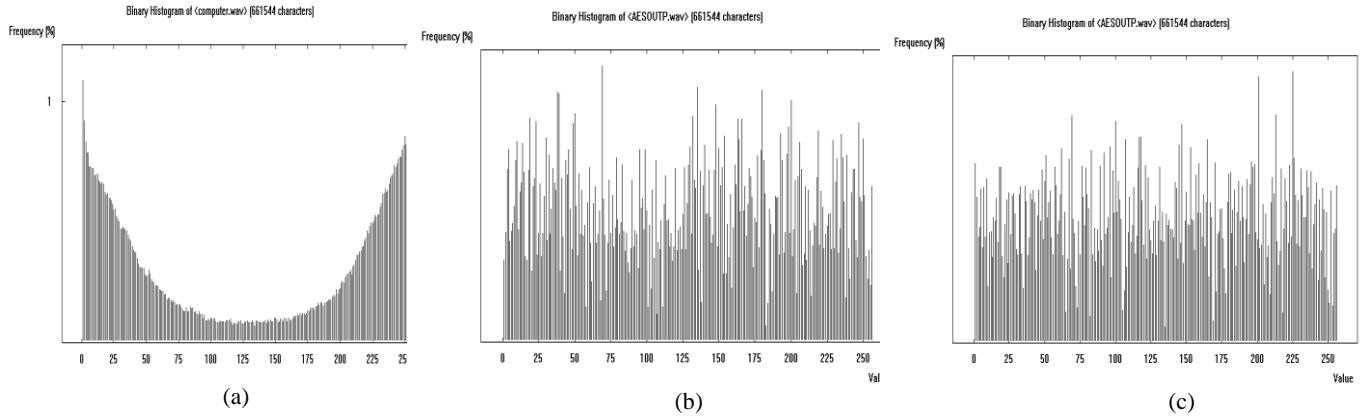 Binary Histogram of <computer.wav> (661544 characters)
Frequency (%)
1
0 25 50 75 100 125 150 175 200 225 25
(a)
Binary Histogram of <AESOUTP.wav> (661544 characters)
Frequency (%)
0 25 50 75 100 125 150 175 200 225 250
Val
(b)
Binary Histogram of <AESOUTP.wav> (661544 characters)
Frequency (%)
0 25 50 75 100 125 150 175 200 225 250
Value
(c)